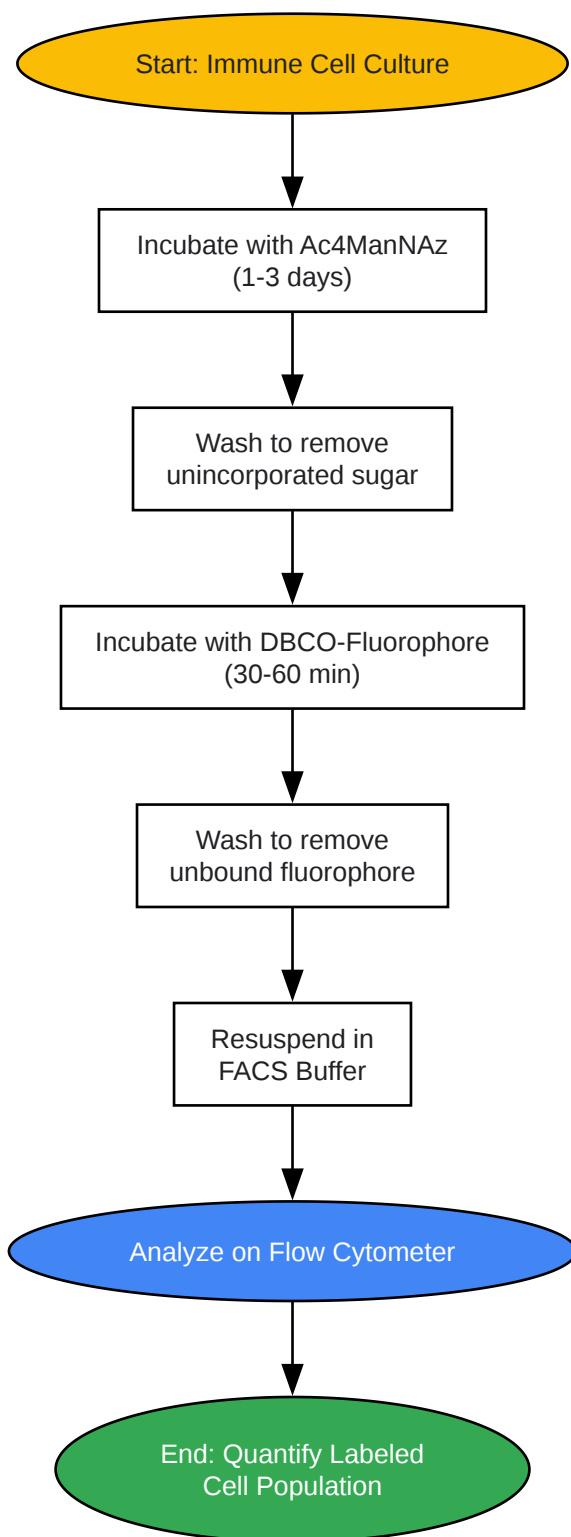 Start: Immune Cell Culture
Incubate with Ac4ManNAz
(1-3 days)
Wash to remove
unincorporated sugar
Incubate with DBCO-Fluorophore
(30-60 min)
Wash to remove
unbound fluorophore
Resuspend in
FACS Buffer
Analyze on Flow Cytometer
End: Quantify Labeled
Cell Population